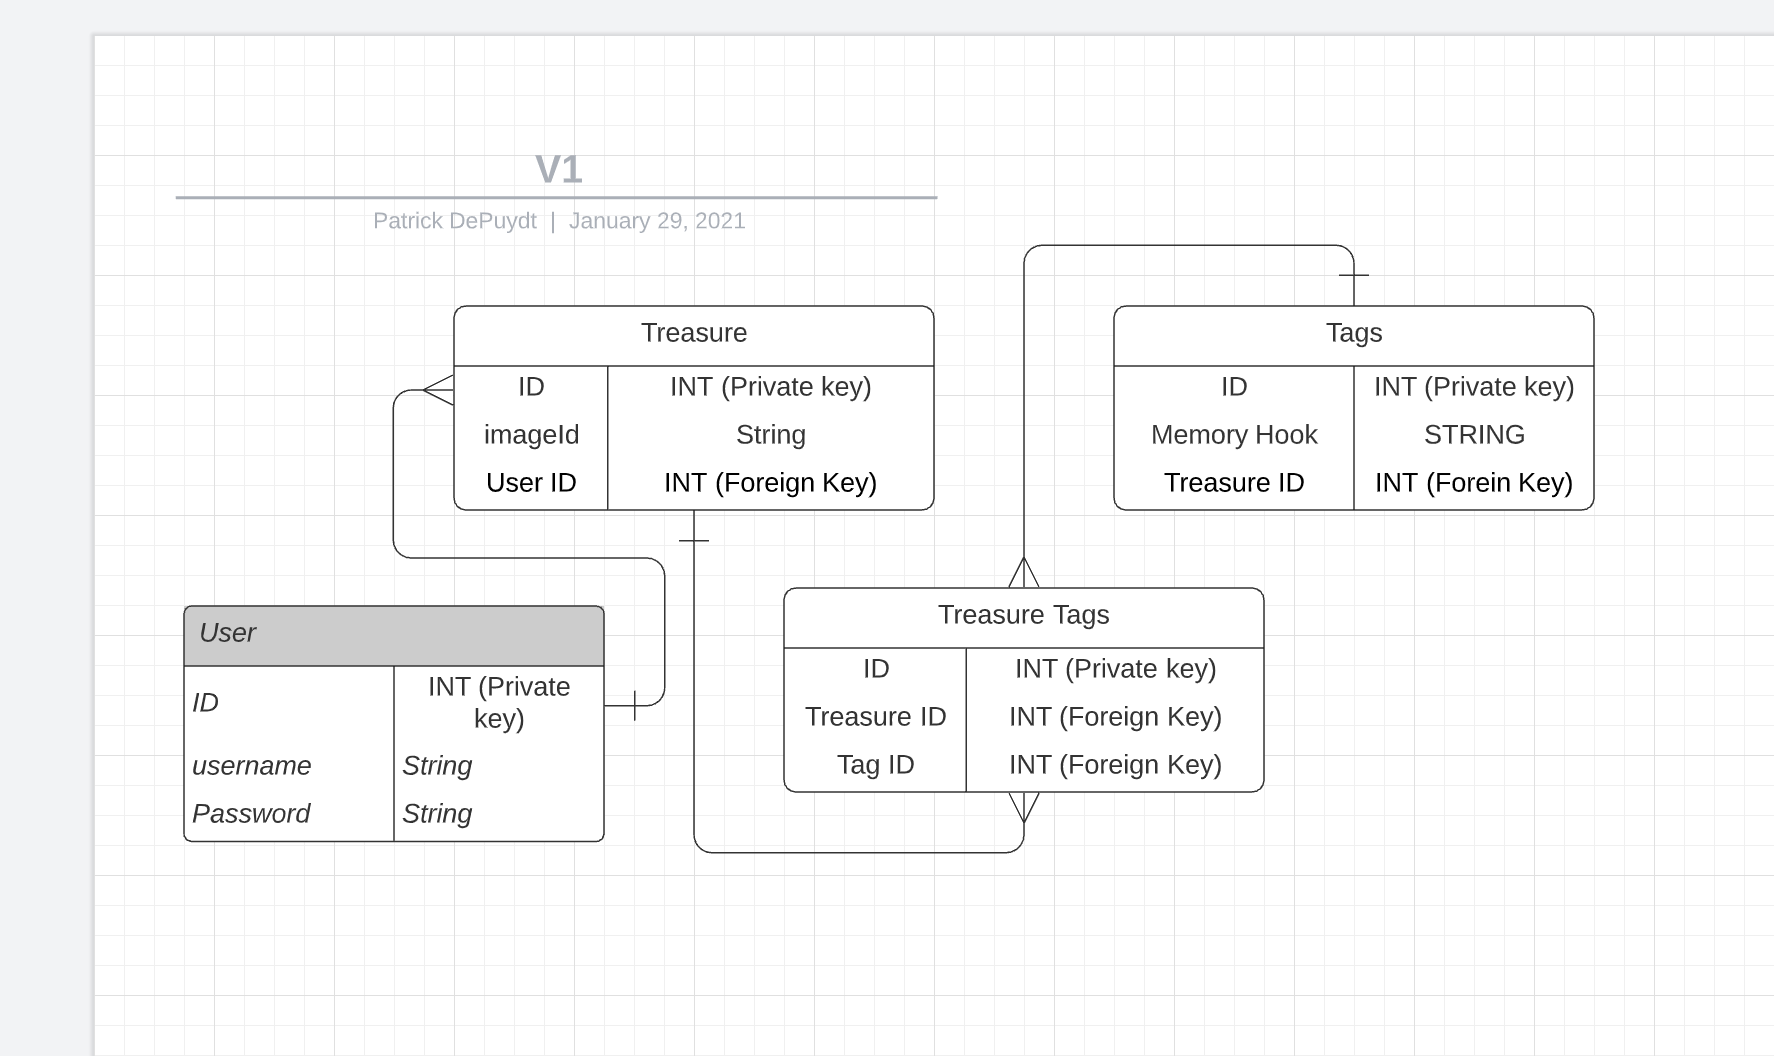 V1
Patrick DePuydt | January 29, 2021
Treasure
ID INT (Private key)
imageId String
User ID INT (Foreign Key)
Tags
ID INT (Private key)
Memory Hook STRING
Treasure ID INT (Forein Key)
User
ID INT (Private
key)
username String
Password String
Treasure Tags
ID INT (Private key)
Treasure ID INT (Foreign Key)
Tag ID INT (Foreign Key)